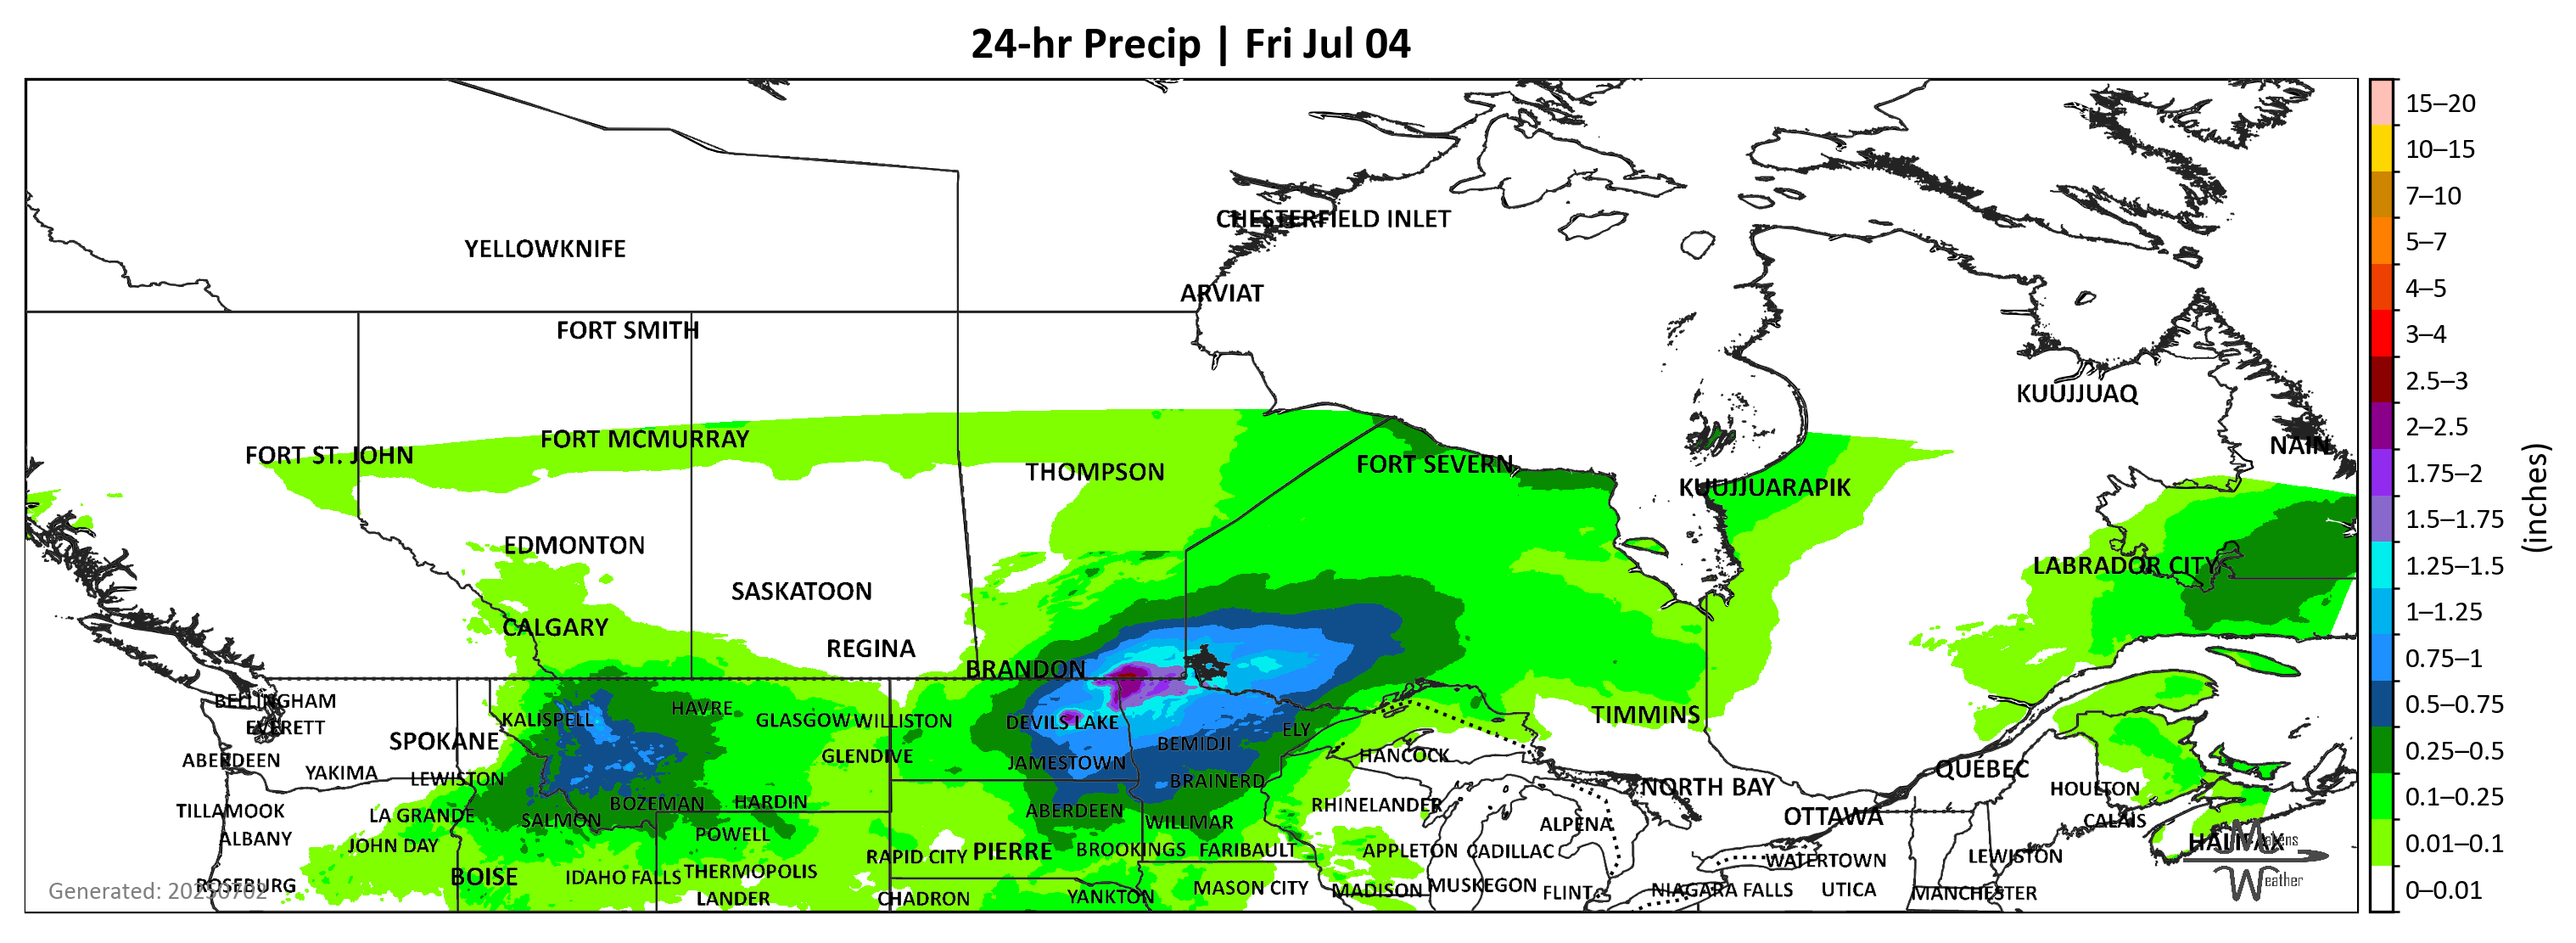 24-hr Precip | Fri Jul 04
CHESTERFIELD INLET
YELLOWKNIFE
ARVIAT
FORT SMITH
KUUJJUAQ
FORT MCMURRAY
NAIN
FORT ST. JOHN
FORT SEVERN
THOMPSON
KUUJJUARAPIK
EDMONTON
LABRADOR CITY
SASKATOON
CALGARY
REGINA
BRANDON
BELLINGHAM
HAVRE
KALISPELL
GLASGOW
WILLISTON
DEVILS LAKE
TIMMINS
EVERETT
ELY
SPOKANE
BEMIDJI
ABERDEEN
GLENDIVE
JAMESTOWN
HANCOCK
QUÉBEC
YAKIMA
LEWISTON
BRAINERD
NORTH BAY
HOULTON
BOZEMAN
HARDIN
RHINELANDER
TILLAMOOK
LA GRANDE
SALMON
ABERDEEN
WILLMAR
ALPENA
OTTAWA
CALAIS
ALBANY
POWELL
JOHN DAY
HALIFAX
RAPID CITY
PIERRE
BROOKINGS
FARIBAULT
APPLETON
CADILLAC
WATERTOWN
LEWISTON
BOISE
IDAHO FALLS
THERMOPOLIS
ROSEBURG
MASON CITY
MADISON
MUSKEGON
FLINT
NIAGARA FALLS
UTICA
MANCHESTER
LANDER
CHADRON
YANKTON
Generated: 20250702
Weather
15–20
10–15
7–10
5–7
4–5
3–4
2.5–3
2–2.5
1.75–2
1.5–1.75
1.25–1.5
1–1.25
0.75–1
0.5–0.75
0.25–0.5
0.1–0.25
0.01–0.1
0–0.01
(inches)